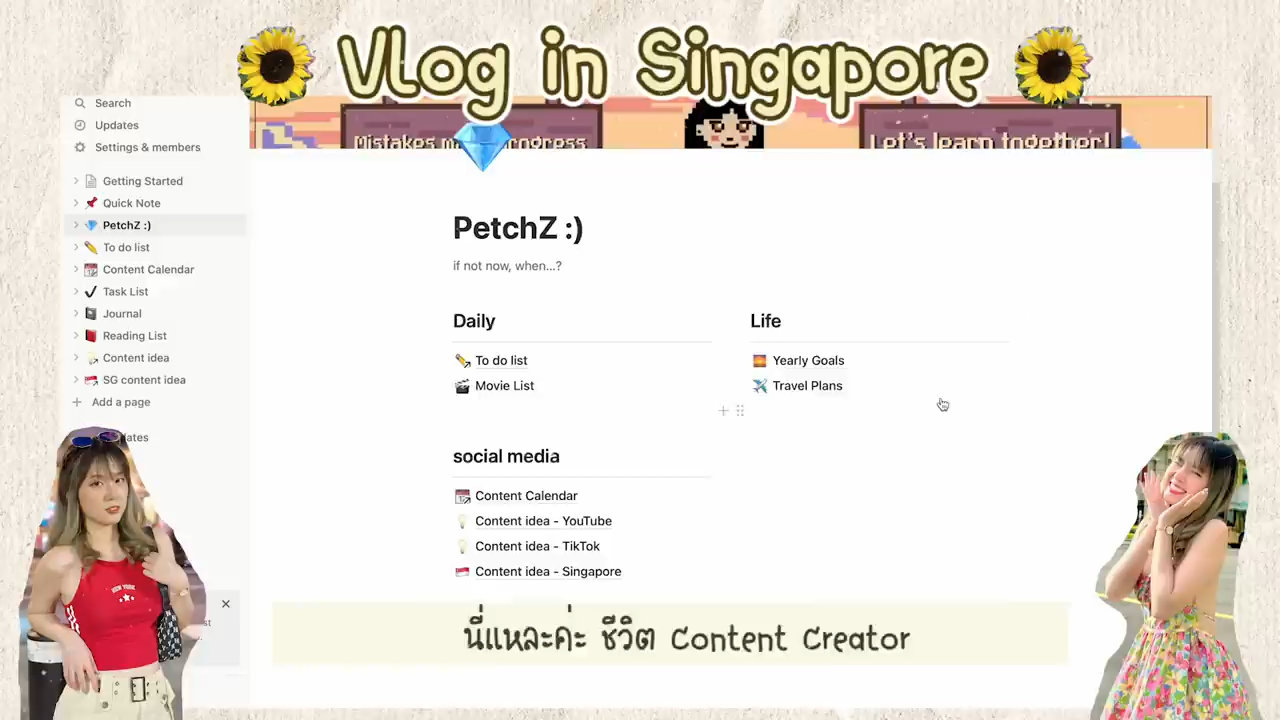 Vlog in Singapore
Search
Updates
Settings & members
Getting Started
Quick Note
PetchZ :)
To do list
Content Calendar
Task List
Journal
Reading List
Content idea
SG content idea
Add a page
Mistakes
progress
Let's learn together!
PetchZ :)
if not now, when...?
Daily
To do list
Movie List
Life
Yearly Goals
Travel Plans
social media
Content Calendar
Content idea - YouTube
Content idea - TikTok
Content idea - Singapore
NEW YORK
นี่แหละค่ะ ชีวิต Content Creator